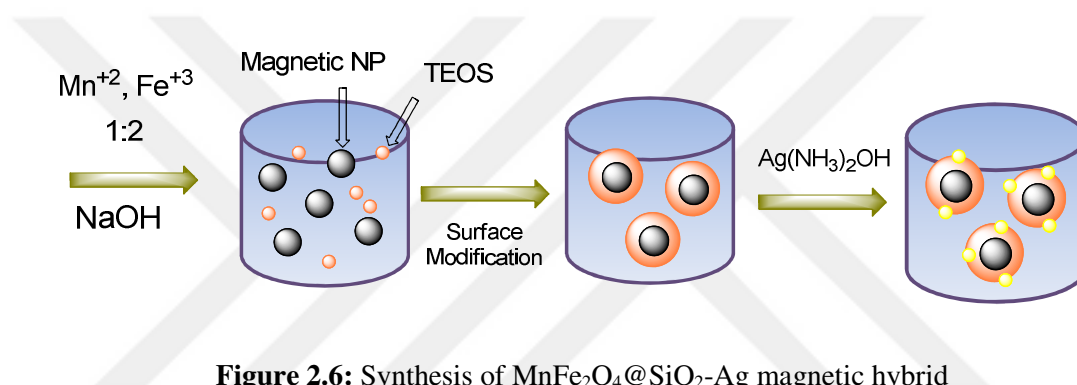 Magnetic NP
TEOS
Mn⁺², Fe⁺³
1:2
NaOH
Surface
Modification
Ag(NH₃)₂OH
Figure 2.6: Synthesis of MnFe₂O₄@SiO₂-Ag magnetic hybrid